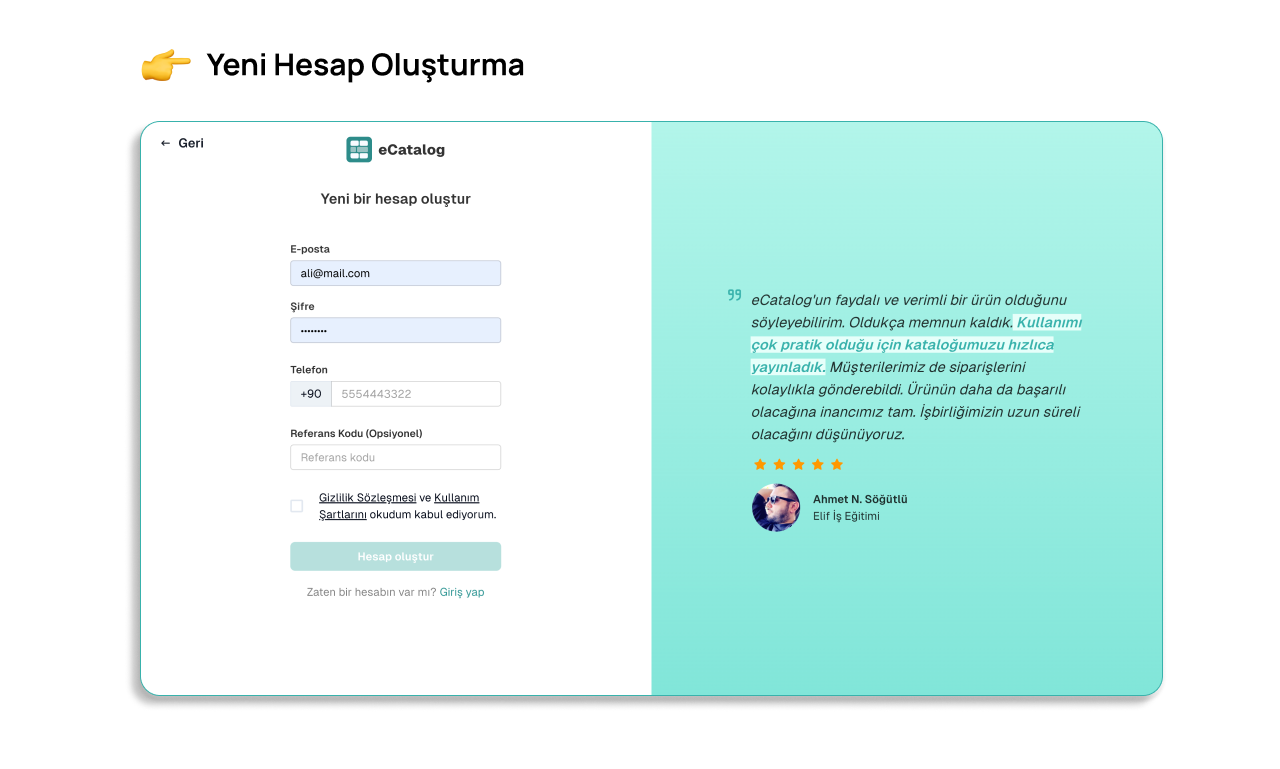 Yeni Hesap Oluşturma
← Geri
eCatalog
Yeni bir hesap oluştur
E-posta
ali@mail.com
Şifre
••••••••
Telefon
+90 5554443322
Referans Kodu (Opsiyonel)
Referans kodu
Gizlilik Sözleşmesi ve Kullanım
Şartlarını okudum kabul ediyorum.
Hesap oluştur
Zaten bir hesabın var mı? Giriş yap
eCatalog'un faydalı ve verimli bir ürün olduğunu
söyleyebilirim. Oldukça memnun kaldık. Kullanımı
çok pratik olduğu için kataloğumuzu hızlıca
yayınladık. Müşterilerimiz de siparişlerini
kolaylıkla gönderebildi. Ürünün daha da başarılı
olacağına inancımız tam. İşbirliğimizin uzun süreli
olacağını düşünüyoruz.
Ahmet N. Söğütlü
Elif İş Eğitimi